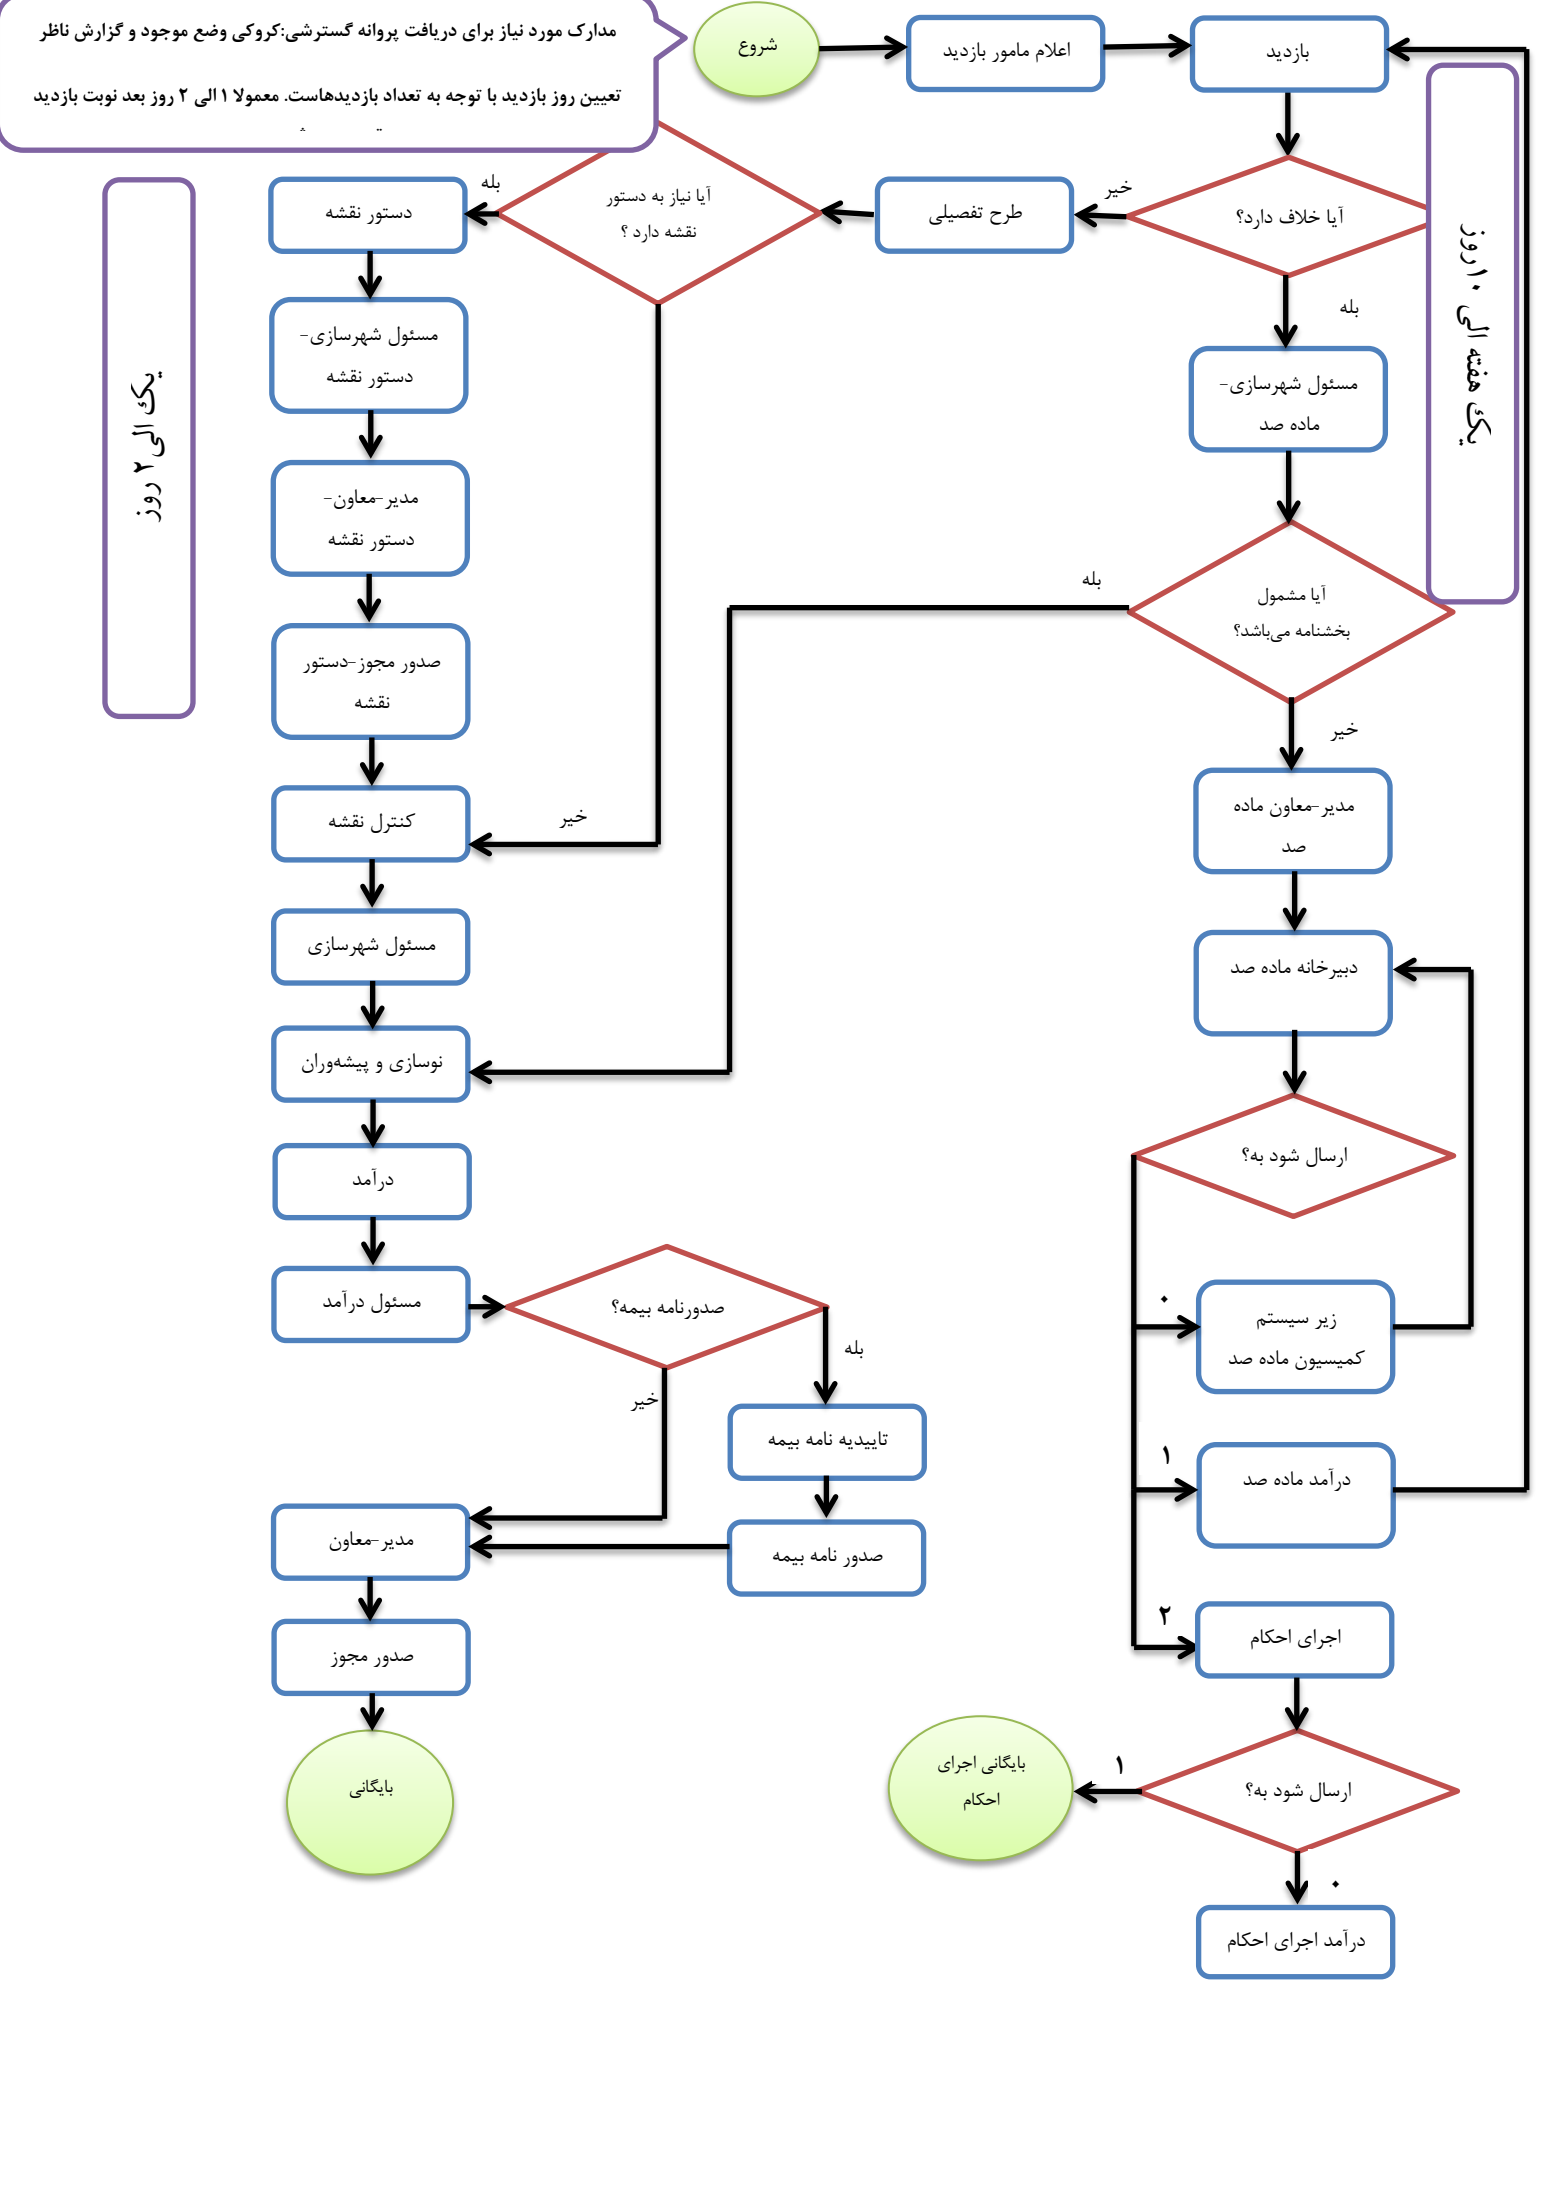 مدارک مورد نیاز برای دریافت پروانه گسترشی:کروکی وضع موجود و گزارش ناظر
تعیین روز بازدید با توجه به تعداد بازدیدهاست. معمولا ۱ الی ۲ روز بعد نوبت بازدید
شروع
اعلام مامور بازدید
بازدید
یک هفته الی ۱۰روز
آیا خلاف دارد؟
خیر
بله
طرح تفصیلی
آیا نیاز به دستور
نقشه دارد ؟
بله
خیر
دستور نقشه
مسئول شهرسازی-
دستور نقشه
مدیر-معاون-
دستور نقشه
صدور مجوز-دستور
نقشه
یک الی ۲ روز
کنترل نقشه
مسئول شهرسازی
نوسازی و پیشه‌وران
درآمد
مسئول درآمد
صدورنامه بیمه؟
بله
خیر
تاییدیه نامه بیمه
صدور نامه بیمه
مدیر-معاون
صدور مجوز
بایگانی
مسئول شهرسازی-
ماده صد
آیا مشمول
بخشنامه می‌باشد؟
بله
خیر
مدیر-معاون ماده
صد
دبیرخانه ماده صد
ارسال شود به؟
۰
زیر سیستم
کمیسیون ماده صد
۱
درآمد ماده صد
۲
اجرای احکام
ارسال شود به؟
۱
بایگانی اجرای
احکام
۰
درآمد اجرای احکام